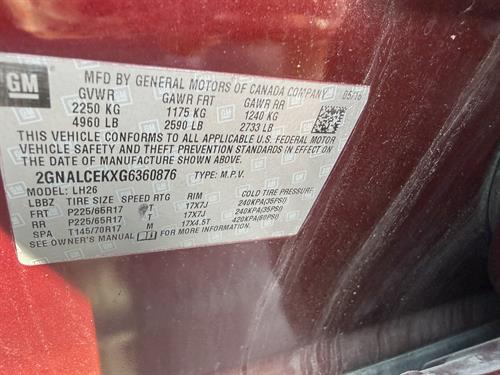 GM
MFD BY GENERAL MOTORS OF CANADA COMPANY 05/16
GVWR GAWR FRT GAWR RR
2250 KG 1175 KG 1240 KG
4960 LB 2590 LB 2733 LB
THIS VEHICLE CONFORMS TO ALL APPLICABLE U.S. FEDERAL MOTOR
VEHICLE SAFETY AND THEFT PREVENTION STANDARDS IN EFFECT
ON THE DATE OF MANUFACTURE SHOWN ABOVE.
2GNALCEKXG6360876 TYPE: M.P.V.
MODEL: LH26
LBBZ TIRE SIZE SPEED RTG RIM COLD TIRE PRESSURE
FRT P225/65R17 T 17X7J 240KPA(35PSI)
RR P225/65R17 T 17X7J 240KPA(35PSI)
SPA T145/70R17 M 17X4.5T 420KPA(60PSI)
SEE OWNER'S MANUAL FOR MORE INFORMATION